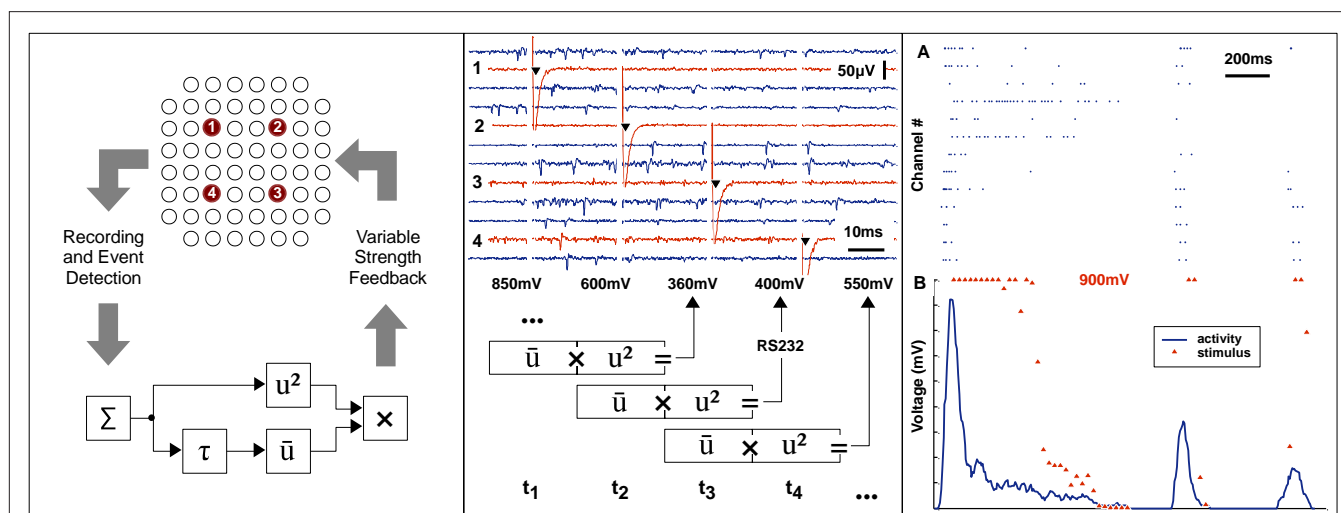 1 2
4 3
Recording
and Event
Detection
Variable
Strength
Feedback
Σ
u²
τ
ū
×
1
50µV
2
3
4
10ms
850mV 600mV 360mV 400mV 550mV
...
RS232
ū × u² =
ū × u² =
ū × u² =
t₁ t₂ t₃ t₄ ...
A
200ms
Channel #
B
900mV
activity
stimulus
Voltage (mV)